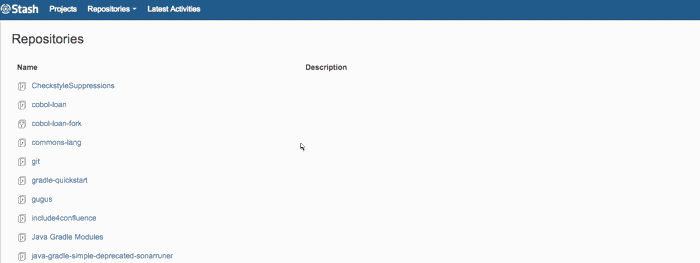 Stash Projects Repositories Latest Activities
Repositories
Name Description
CheckstyleSuppressions
cobol-loan
cobol-loan-fork
commons-lang
git
gradle-quickstart
gugus
include4confluence
Java Gradle Modules
java-gradle-simple-deprecated-sonarruner